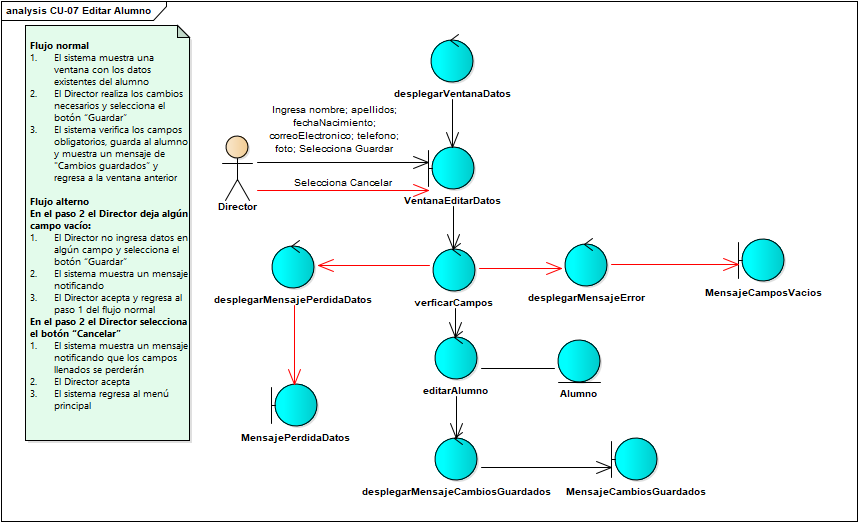 analysis CU-07 Editar Alumno
Flujo normal
1. El sistema muestra una
ventana con los datos
existentes del alumno
2. El Director realiza los cambios
necesarios y selecciona el
botón “Guardar”
3. El sistema verifica los campos
obligatorios, guarda al alumno
y muestra un mensaje de
“Cambios guardados” y
regresa a la ventana anterior
Flujo alterno
En el paso 2 el Director deja algún
campo vacío:
1. El Director no ingresa datos en
algún campo y selecciona el
botón “Guardar”
2. El sistema muestra un mensaje
notificando
3. El Director acepta y regresa al
paso 1 del flujo normal
En el paso 2 el Director selecciona
el botón “Cancelar”
1. El sistema muestra un mensaje
notificando que los campos
llenados se perderán
2. El Director acepta
3. El sistema regresa al menú
principal
desplegarVentanaDatos
Ingresa nombre; apellidos;
fechaNacimiento;
correoElectronico; telefono;
foto; Selecciona Guardar
Selecciona Cancelar
Director
VentanaEditarDatos
desplegarMensajePerdidaDatos
verficarCampos
desplegarMensajeError
MensajeCamposVacios
editarAlumno
Alumno
MensajePerdidaDatos
desplegarMensajeCambiosGuardados
MensajeCambiosGuardados